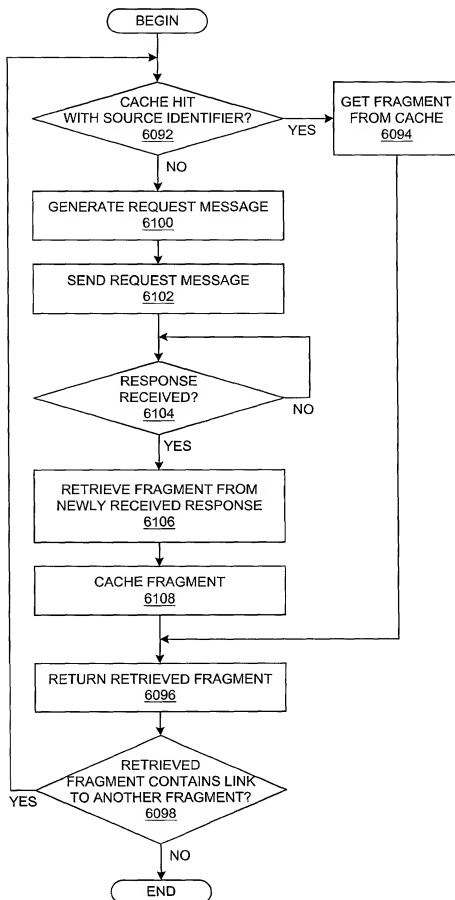 BEGIN
CACHE HIT
WITH SOURCE IDENTIFIER?
6092
YES
GET FRAGMENT
FROM CACHE
6094
NO
GENERATE REQUEST MESSAGE
6100
SEND REQUEST MESSAGE
6102
RESPONSE
RECEIVED?
6104
NO
YES
RETRIEVE FRAGMENT FROM
NEWLY RECEIVED RESPONSE
6106
CACHE FRAGMENT
6108
RETURN RETRIEVED FRAGMENT
6096
RETRIEVED
FRAGMENT CONTAINS LINK
TO ANOTHER FRAGMENT?
6098
YES
NO
END